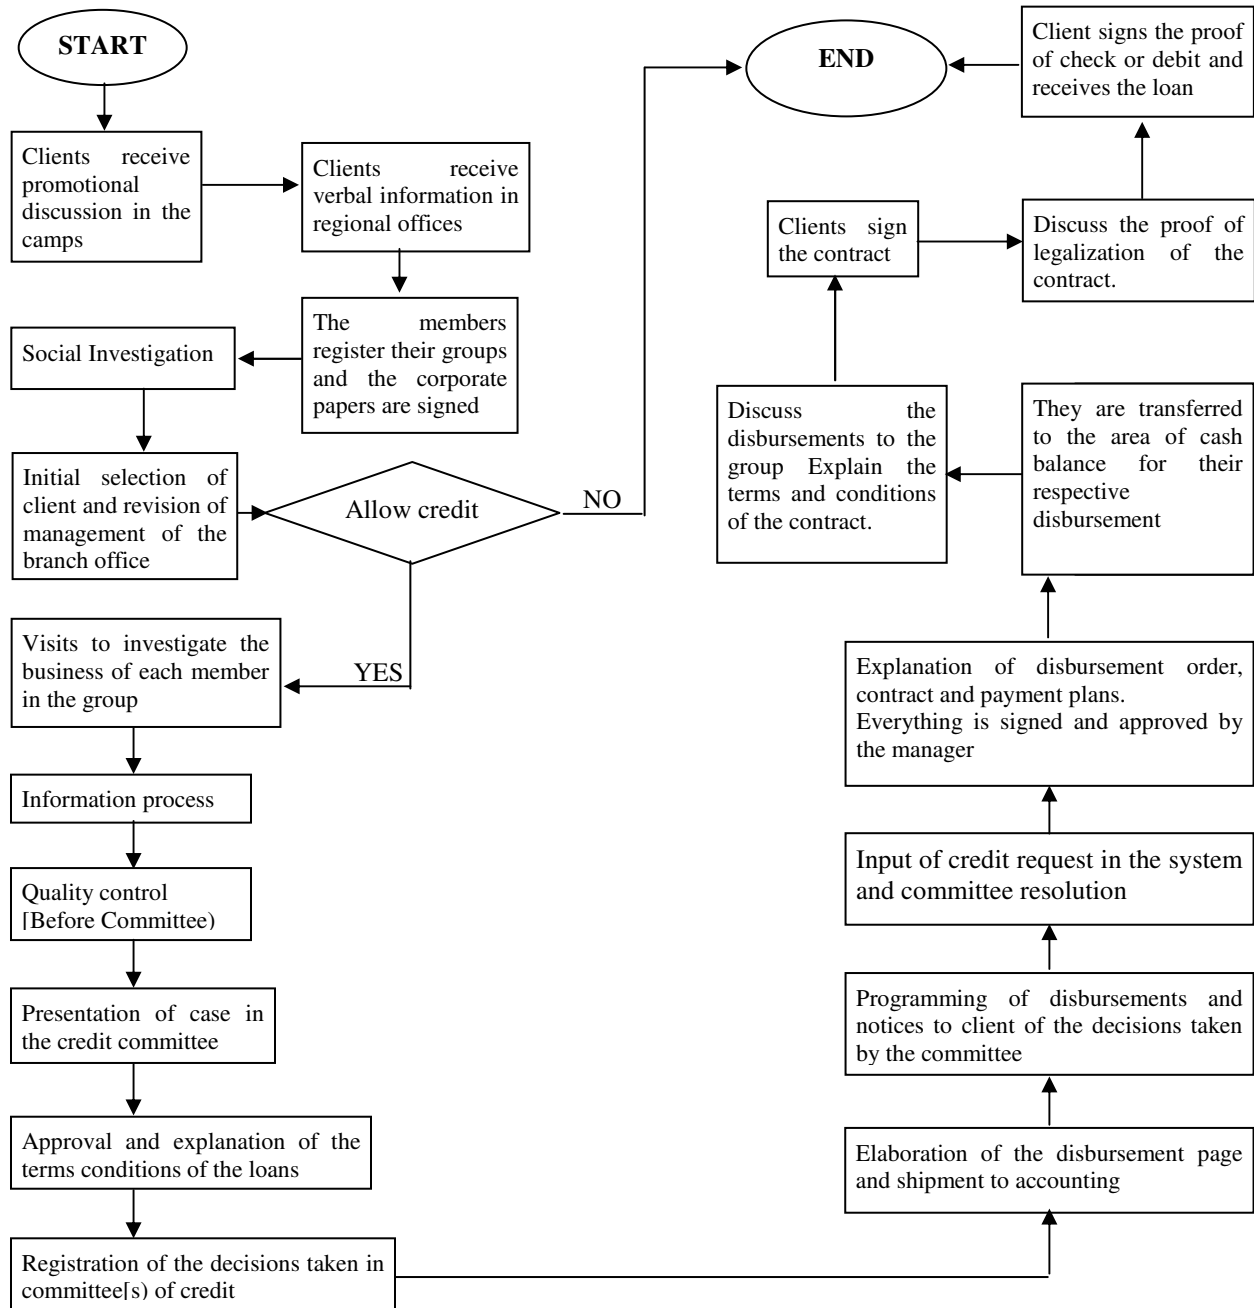 START
Clients receive
promotional
discussion in the
camps
Clients receive
verbal information in
regional offices
The members
register their groups
and the corporate
papers are signed
Social Investigation
Initial selection of
client and revision of
management of the
branch office
Allow credit
NO
YES
Visits to investigate the
business of each member
in the group
Information process
Quality control
[Before Committee)
Presentation of case in
the credit committee
Approval and explanation of the
terms conditions of the loans
Registration of the decisions taken in
committee[s) of credit
Elaboration of the disbursement page
and shipment to accounting
Programming of disbursements and
notices to client of the decisions taken
by the committee
Input of credit request in the system
and committee resolution
Explanation of disbursement order,
contract and payment plans.
Everything is signed and approved by
the manager
They are transferred
to the area of cash
balance for their
respective
disbursement
Discuss the
disbursements to the
group Explain the
terms and conditions
of the contract.
Clients sign
the contract
Discuss the proof of
legalization of the
contract.
Client signs the proof
of check or debit and
receives the loan
END